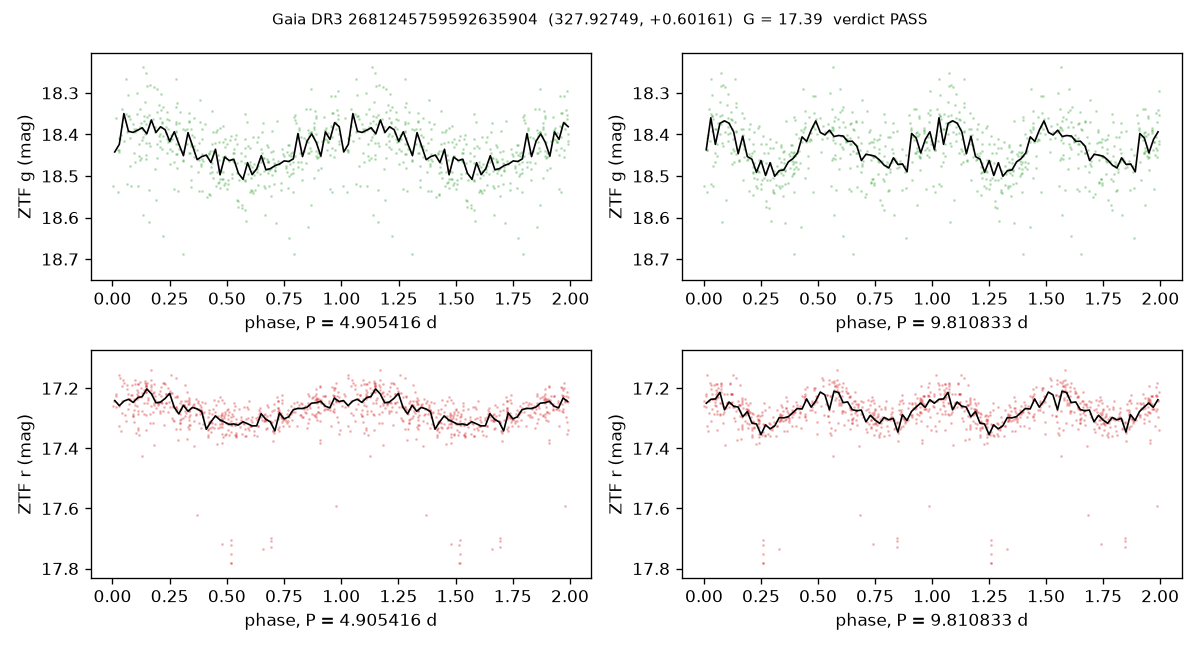 Gaia DR3 2681245759592635904 (327.92749, +0.60161) G = 17.39 verdict PASS
ZTF g (mag)
18.3
18.4
18.5
18.6
18.7
0.00 0.25 0.50 0.75 1.00 1.25 1.50 1.75 2.00
phase, P = 4.905416 d
ZTF g (mag)
18.3
18.4
18.5
18.6
18.7
0.00 0.25 0.50 0.75 1.00 1.25 1.50 1.75 2.00
phase, P = 9.810833 d
ZTF r (mag)
17.2
17.4
17.6
17.8
0.00 0.25 0.50 0.75 1.00 1.25 1.50 1.75 2.00
phase, P = 4.905416 d
ZTF r (mag)
17.2
17.4
17.6
17.8
0.00 0.25 0.50 0.75 1.00 1.25 1.50 1.75 2.00
phase, P = 9.810833 d